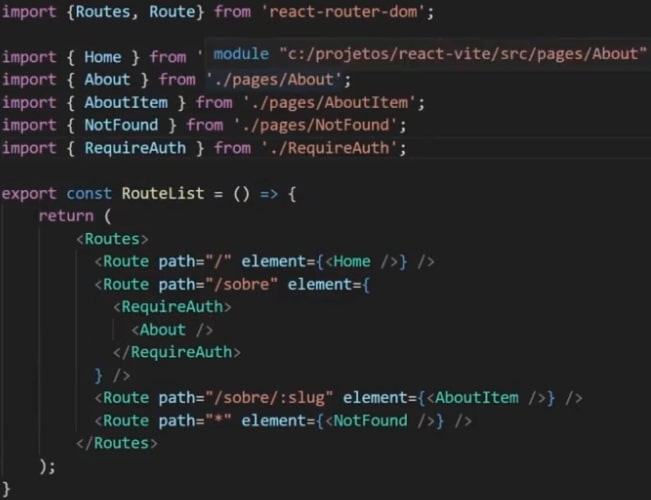 import {Routes, Route} from 'react-router-dom';
import { Home } from '
module "c:/projetos/react-vite/src/pages/About"
import { About } from './pages/About';
import { AboutItem } from './pages/AboutItem';
import { NotFound } from './pages/NotFound';
import { RequireAuth } from './RequireAuth';
export const RouteList = () => {
return (
<Routes>
<Route path="/" element={<Home />} />
<Route path="/sobre" element={
<RequireAuth>
<About />
</RequireAuth>
} />
<Route path="/sobre/:slug" element={<AboutItem />} />
<Route path="*" element={<NotFound />} />
</Routes>
);
}